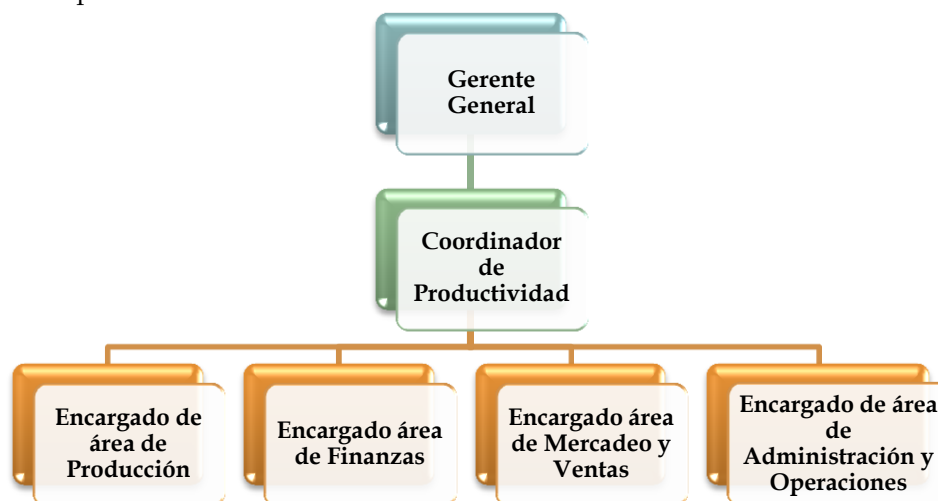 Gerente
General
Coordinador
de
Productividad
Encargado de
área de
Producción
Encargado área
de Finanzas
Encargado área
de Mercadeo y
Ventas
Encargado de área
de
Administración y
Operaciones